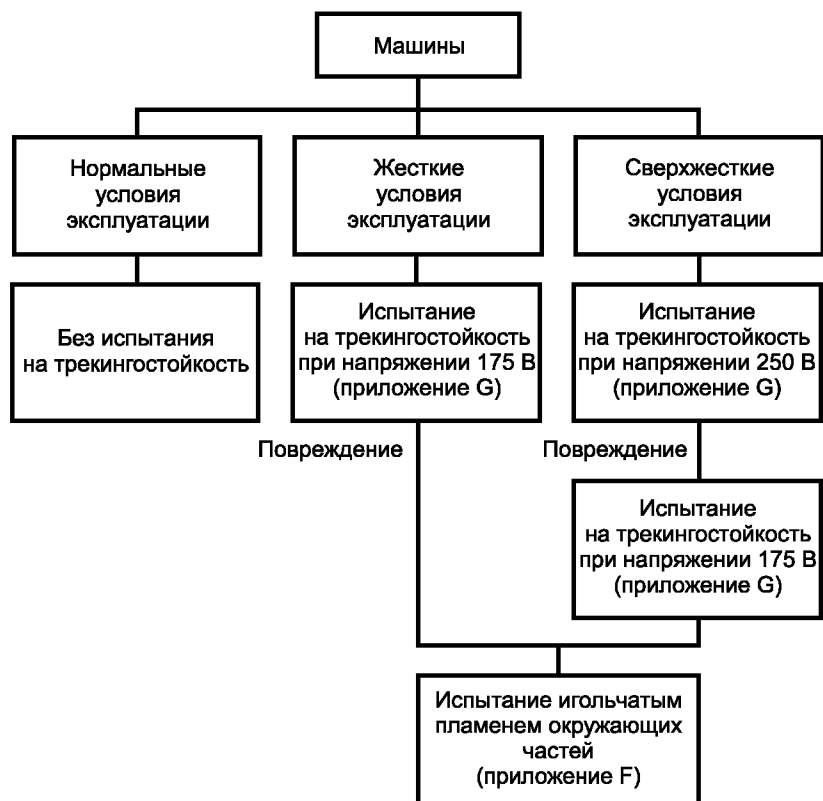 Машины
Нормальные
условия
эксплуатации
Жесткие
условия
эксплуатации
Сверхжесткие
условия
эксплуатации
Без испытания
на трекингостойкость
Испытание
на трекингостойкость
при напряжении 175 В
(приложение G)
Испытание
на трекингостойкость
при напряжении 250 В
(приложение G)
Повреждение
Повреждение
Испытание
на трекингостойкость
при напряжении 175 В
(приложение G)
Испытание игольчатым
пламенем окружающих
частей
(приложение F)